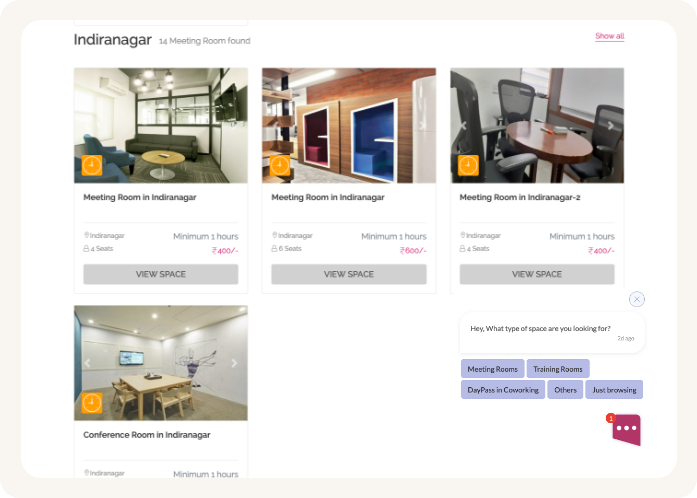 Indiranagar 14 Meeting Room found
Show all
Meeting Room in Indiranagar
Indiranagar
Minimum 1 hours
4 Seats
₹400/-
VIEW SPACE
Meeting Room in Indiranagar
Indiranagar
Minimum 1 hours
6 Seats
₹600/-
VIEW SPACE
Meeting Room in Indiranagar-2
Indiranagar
Minimum 1 hours
4 Seats
₹400/-
VIEW SPACE
Conference Room in Indiranagar
Indiranagar
Minimum 1 hours
Hey, What type of space are you looking for?
2d ago
Meeting Rooms Training Rooms
DayPass in Coworking Others Just browsing
1